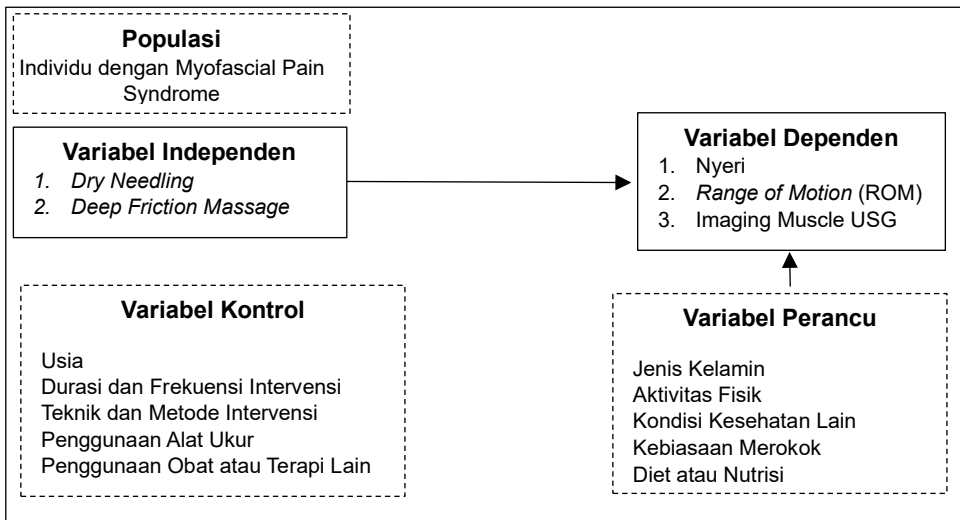 Populasi
Individu dengan Myofascial Pain
Syndrome
Variabel Independen
1. Dry Needling
2. Deep Friction Massage
Variabel Dependen
1. Nyeri
2. Range of Motion (ROM)
3. Imaging Muscle USG
Variabel Kontrol
Usia
Durasi dan Frekuensi Intervensi
Teknik dan Metode Intervensi
Penggunaan Alat Ukur
Penggunaan Obat atau Terapi Lain
Variabel Perancu
Jenis Kelamin
Aktivitas Fisik
Kondisi Kesehatan Lain
Kebiasaan Merokok
Diet atau Nutrisi